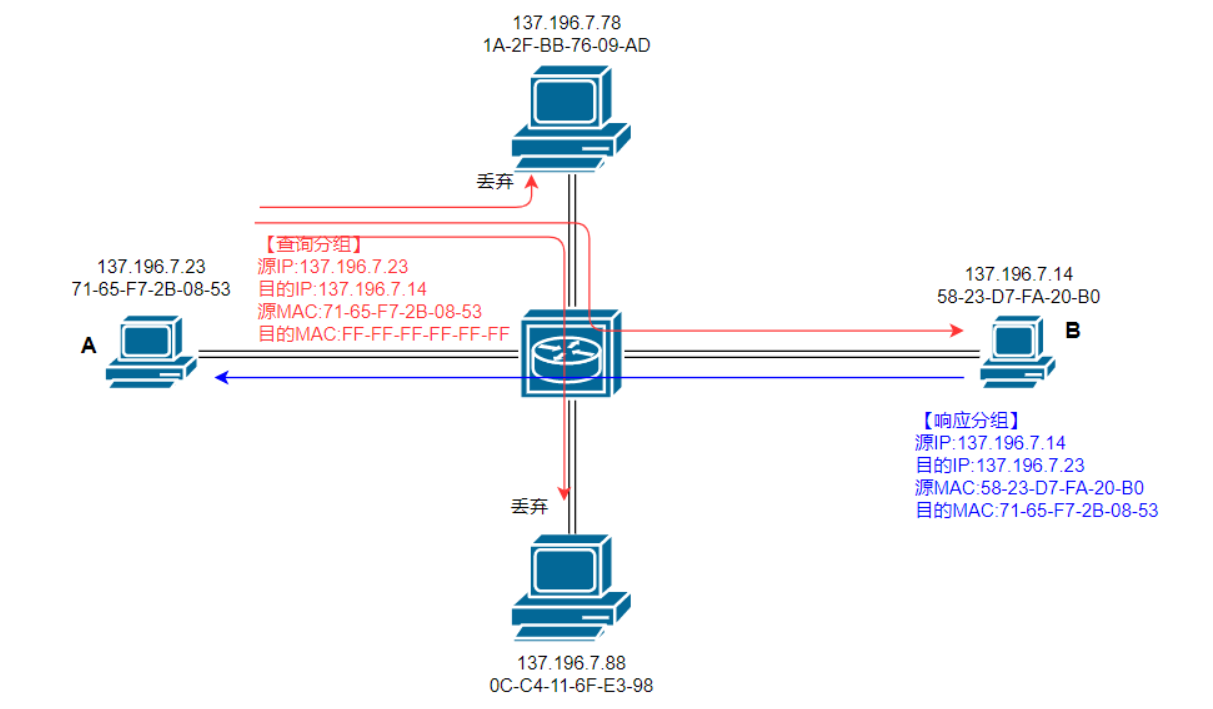 137.196.7.78
1A-2F-BB-76-09-AD
丢弃
【查询分组】
源IP:137.196.7.23
目的IP:137.196.7.14
源MAC:71-65-F7-2B-08-53
目的MAC:FF-FF-FF-FF-FF-FF
137.196.7.23
71-65-F7-2B-08-53
A
137.196.7.14
58-23-D7-FA-20-B0
B
【响应分组】
源IP:137.196.7.14
目的IP:137.196.7.23
源MAC:58-23-D7-FA-20-B0
目的MAC:71-65-F7-2B-08-53
丢弃
137.196.7.88
0C-C4-11-6F-E3-98